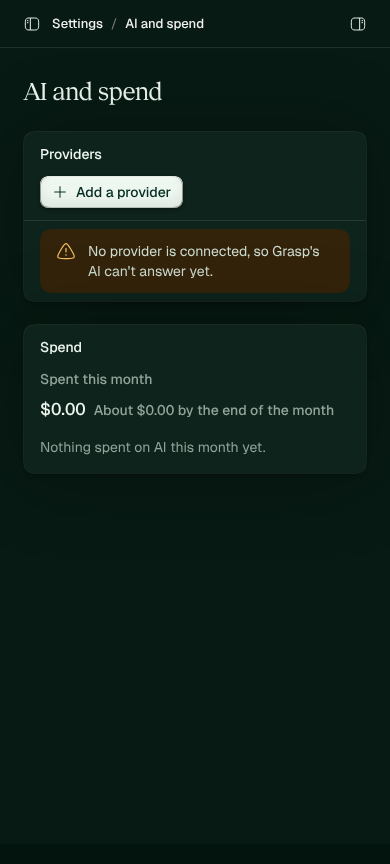 Settings / AI and spend
AI and spend
Providers
Add a provider
No provider is connected, so Grasp's
AI can't answer yet.
Spend
Spent this month
$0.00 About $0.00 by the end of the month
Nothing spent on AI this month yet.